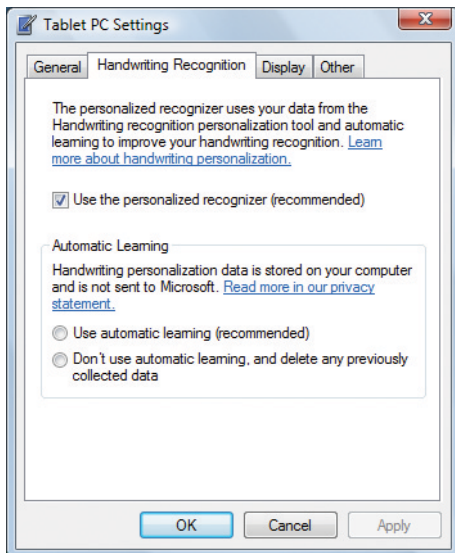 Tablet PC Settings
General
Handwriting Recognition
Display
Other
The personalized recognizer uses your data from the
Handwriting recognition personalization tool and automatic
learning to improve your handwriting recognition. Learn
more about handwriting personalization.
Use the personalized recognizer (recommended)
Automatic Learning
Handwriting personalization data is stored on your computer
and is not sent to Microsoft. Read more in our privacy
statement.
Use automatic learning (recommended)
Don't use automatic learning, and delete any previously
collected data
OK
Cancel
Apply